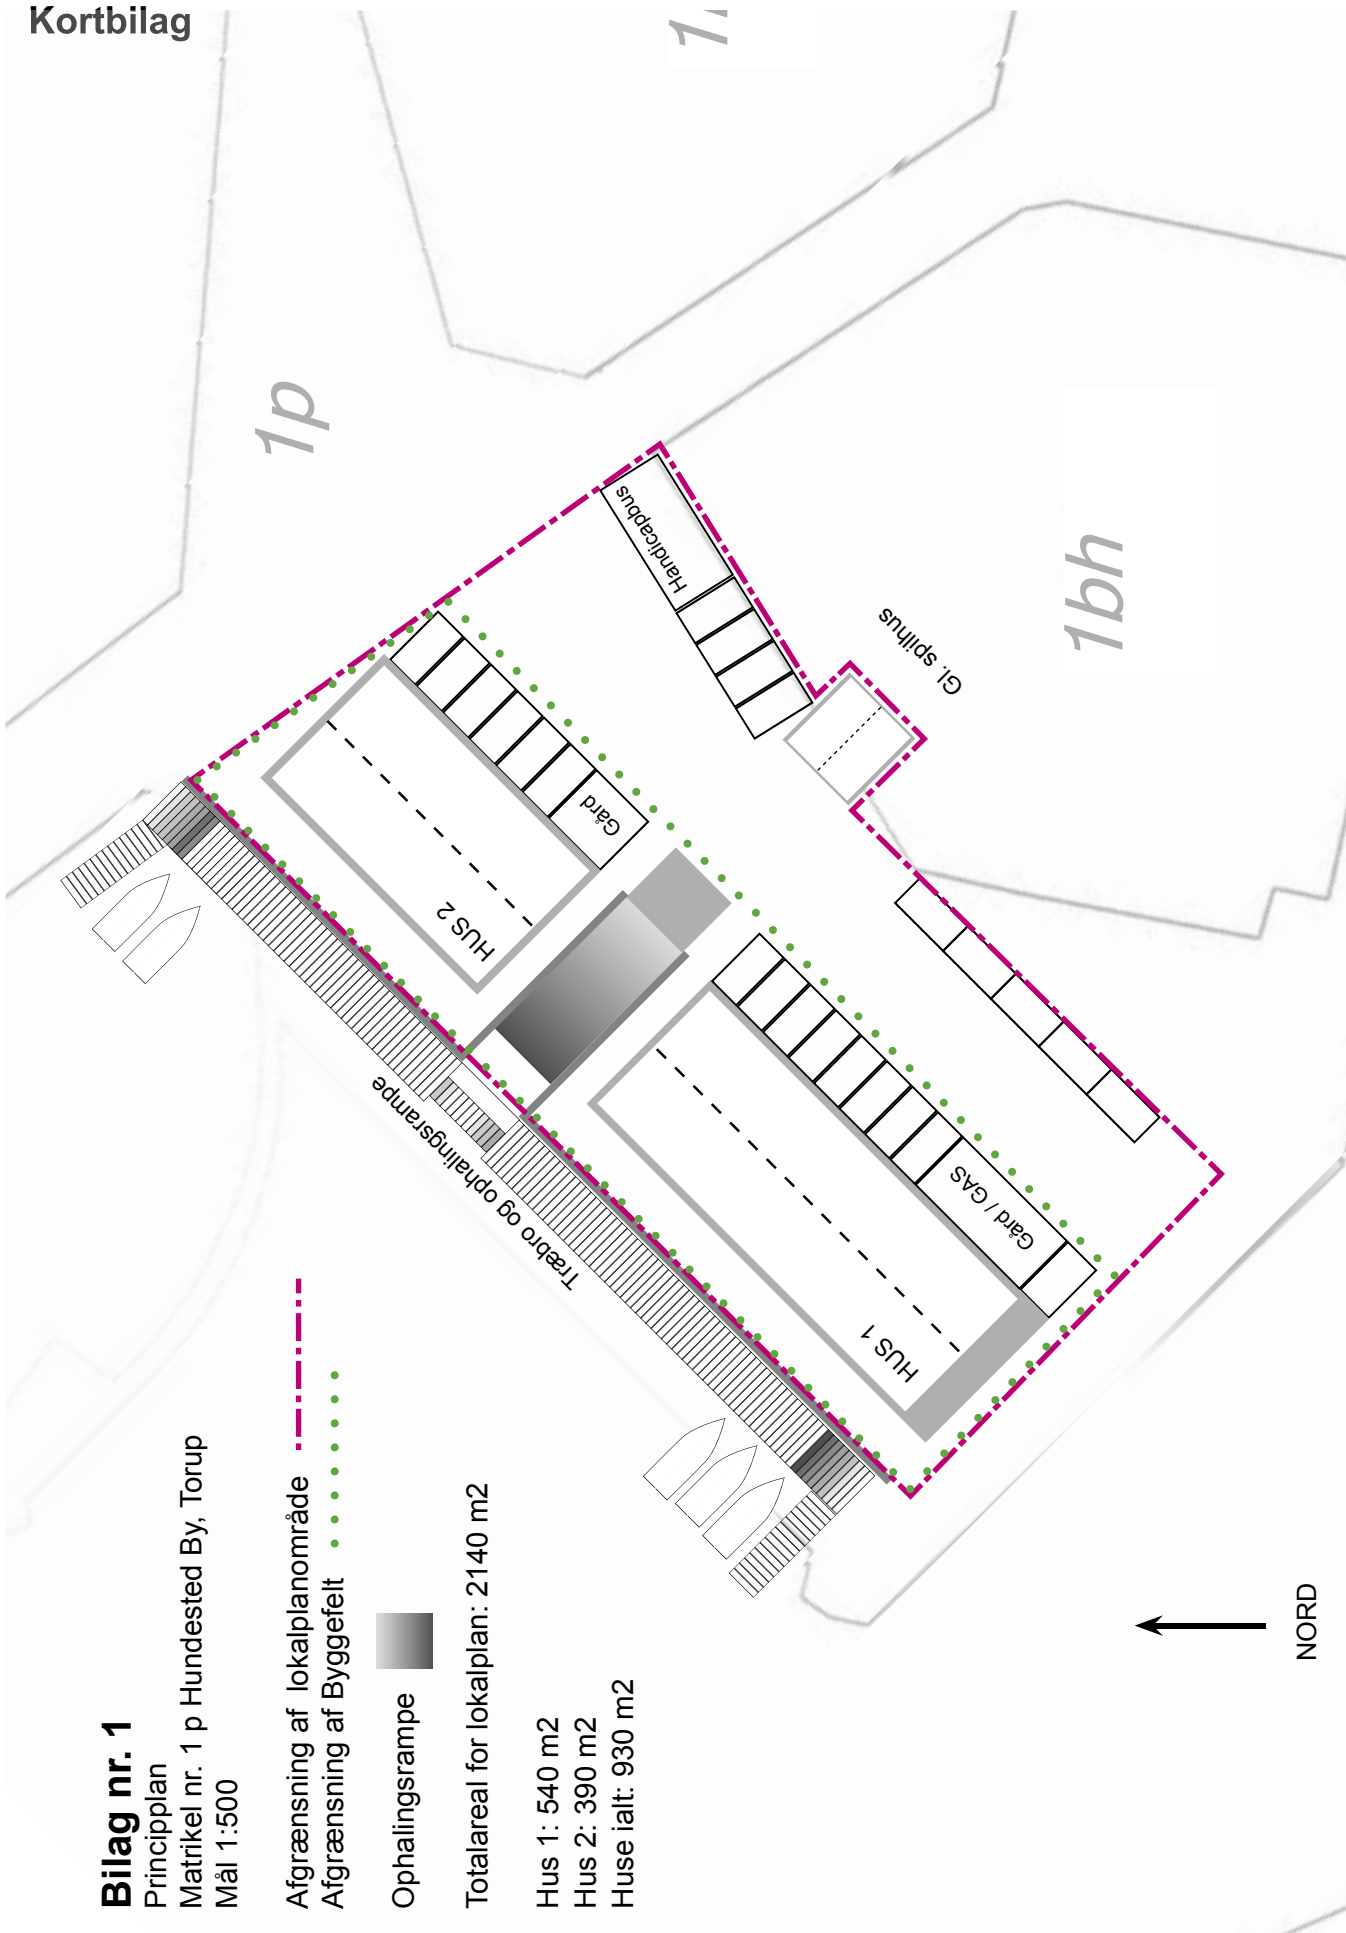 Kortbilag
Bilag nr. 1
Principplan
Matrikel nr. 1 p Hundested By, Torup
Mål 1:500
Afgrænsning af lokalplanområde
Afgrænsning af Byggefelt
Ophalingsrampe
Totalareal for lokalplan: 2140 m2
Hus 1: 540 m2
Hus 2: 390 m2
Huse ialt: 930 m2
1p
1bh
Handicapbus
Gl. spilhus
Gård
HUS 2
Træbro og ophalingsrampe
Gård / GAS
HUS 1
NORD